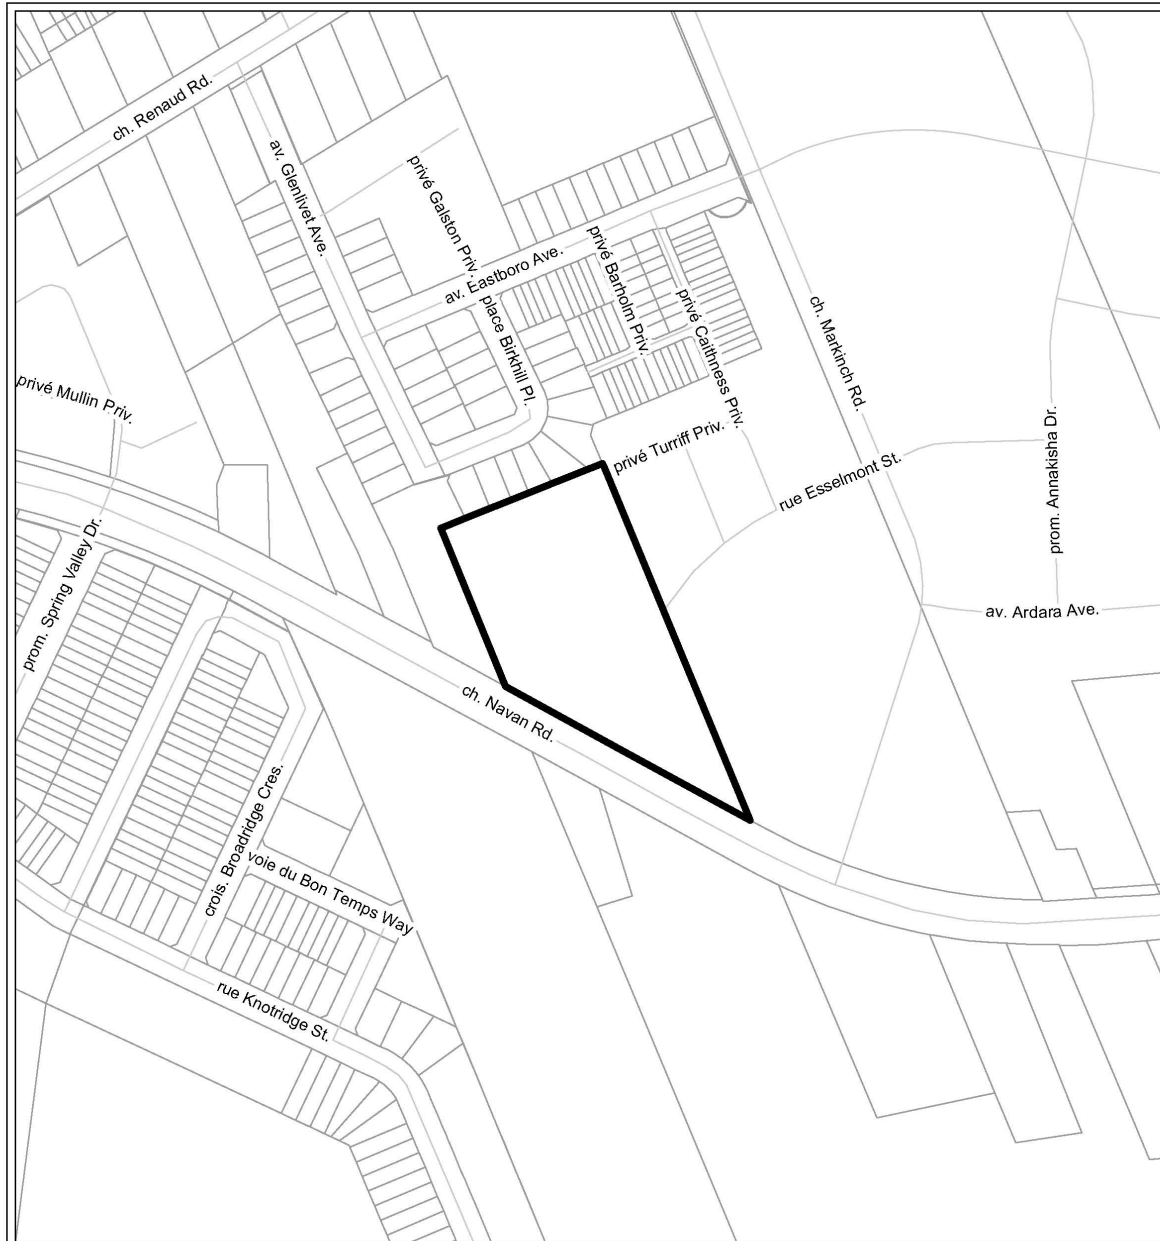 ch. Renaud Rd.
av. Glenlivet Ave.
privé Galston Priv.
av. Eastboro Ave.
privé Barholm Priv.
place Birkhill Pl.
privé Caithness Priv.
ch. Markinch Rd.
privé Mullin Priv.
privé Turriff Priv.
rue Esselmont St.
prom. Annakisha Dr.
prom. Spring Valley Dr.
av. Ardara Ave.
ch. Navan Rd.
crois. Broadridge Cres.
voie du Bon Temps Way
rue Knotridge St.